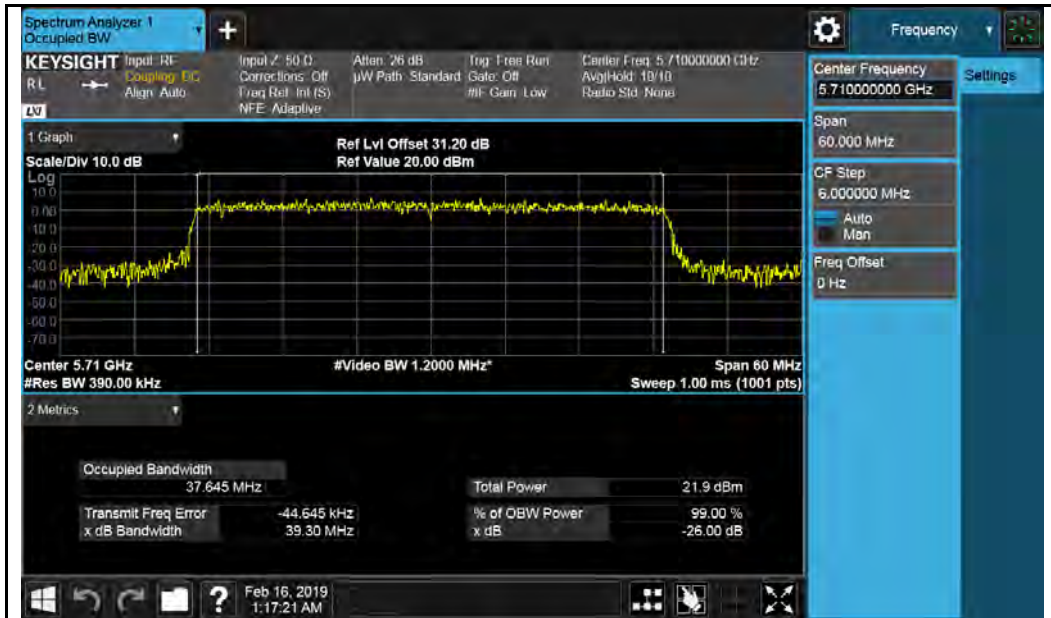 Spectrum Analyzer 1
Occupied BW
+
Frequency
KEYSIGHT
R L
LXI
Input: RF
Coupling: DC
Align: Auto
Input Z: 50 Ω
Corrections: Off
Freq Ref: Int (S)
NFE: Adaptive
Atten: 26 dB
µW Path: Standard
Trig: Free Run
Gate: Off
#IF Gain: Low
Center Freq: 5.710000000 GHz
Avg|Hold: 10/10
Radio Std: None
Center Frequency
5.710000000 GHz
Settings
Span
60.000 MHz
CF Step
6.000000 MHz
Auto
Man
Freq Offset
0 Hz
1 Graph
Scale/Div 10.0 dB
Ref Lvl Offset 31.20 dB
Ref Value 20.00 dBm
Log
10.0
0.00
-10.0
-20.0
-30.0
-40.0
-50.0
-60.0
-70.0
Center 5.71 GHz
#Video BW 1.2000 MHz*
Span 60 MHz
#Res BW 390.00 kHz
Sweep 1.00 ms (1001 pts)
2 Metrics
Occupied Bandwidth
37.645 MHz
Total Power 21.9 dBm
Transmit Freq Error -44.645 kHz
% of OBW Power 99.00 %
x dB Bandwidth 39.30 MHz
x dB -26.00 dB
?
Feb 16, 2019
1:17:21 AM